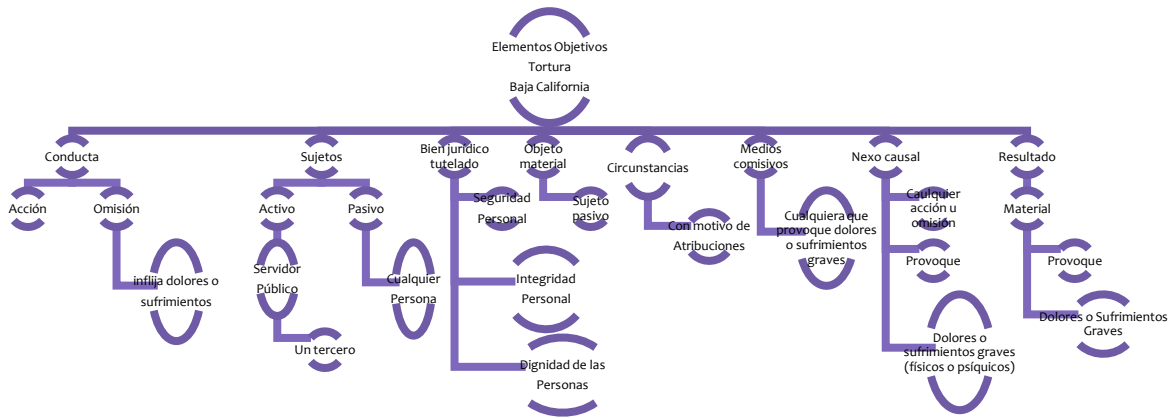 Elementos Objetivos
Tortura
Baja California
Conducta
Acción
Omisión
inflija dolores o
sufrimientos
Sujetos
Activo
Servidor
Público
Un tercero
Pasivo
Cualquier
Persona
Bien jurídico
tutelado
Seguridad
Personal
Integridad
Personal
Dignidad de las
Personas
Objeto
material
Sujeto
pasivo
Circunstancias
Con motivo de
Atribuciones
Medios
comisivos
Cualquiera que
provoque dolores
o sufrimientos
graves
Nexo causal
Caulquier
acción u
omisión
Provoque
Dolores o
sufrimientos graves
(físicos o psíquicos)
Resultado
Material
Provoque
Dolores o Sufrimientos
Graves